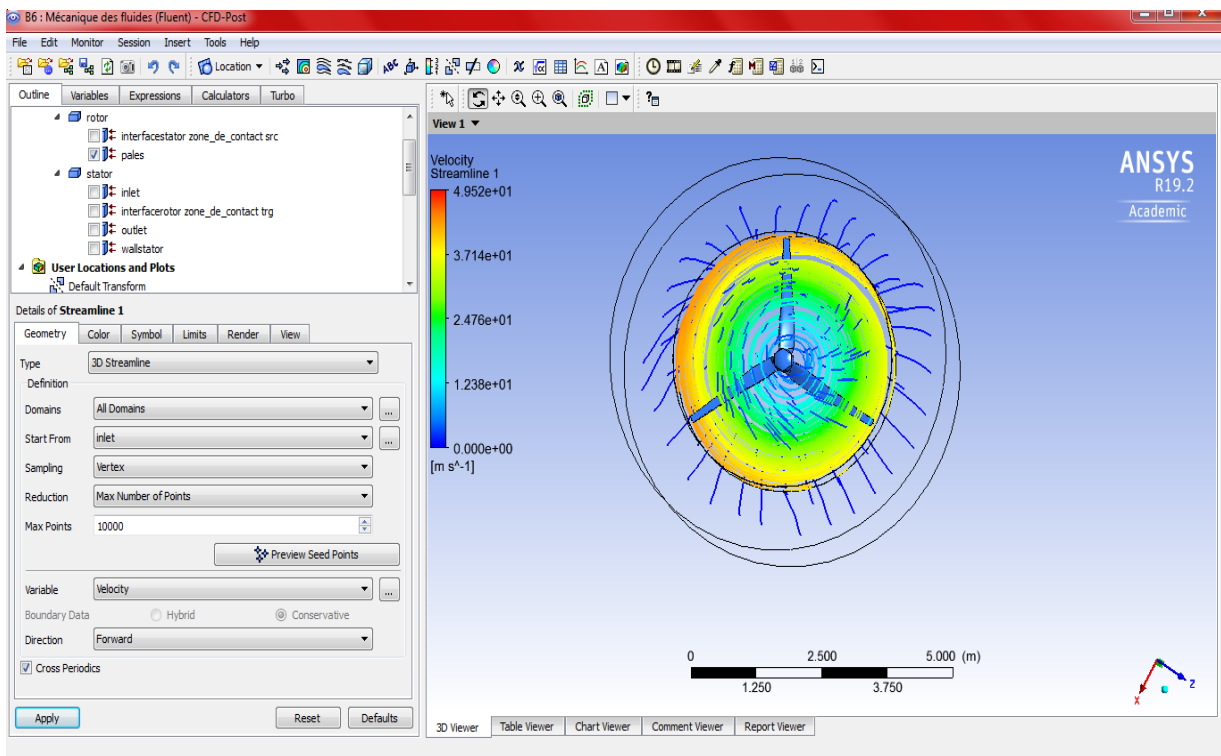 B6 : Mécanique des fluides (Fluent) - CFD-Post
File Edit Monitor Session Insert Tools Help
Location
Outline Variables Expressions Calculators Turbo
rotor
interfacestator zone_de_contact src
pales
stator
inlet
interfacerotor zone_de_contact trg
outlet
wallstator
User Locations and Plots
Default Transform
Details of Streamline 1
Geometry Color Symbol Limits Render View
Type 3D Streamline
Definition
Domains All Domains ...
Start From inlet ...
Sampling Vertex
Reduction Max Number of Points
Max Points 10000
Preview Seed Points
Variable Velocity ...
Boundary Data Hybrid Conservative
Direction Forward
Cross Periodics
Apply Reset Defaults
View 1
Velocity
Streamline 1
4.952e+01
3.714e+01
2.476e+01
1.238e+01
0.000e+00
[m s^-1]
ANSYS
R19.2
Academic
0 2.500 5.000 (m)
1.250 3.750
X Z
3D Viewer Table Viewer Chart Viewer Comment Viewer Report Viewer